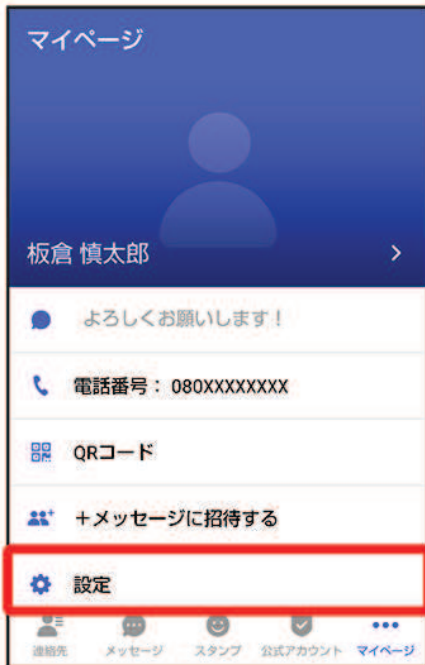 マイページ
板倉 慎太郎
よろしくお願いします！
電話番号： 080XXXXXXXX
QRコード
＋メッセージに招待する
設定
連絡先 メッセージ スタンプ 公式アカウント マイページ